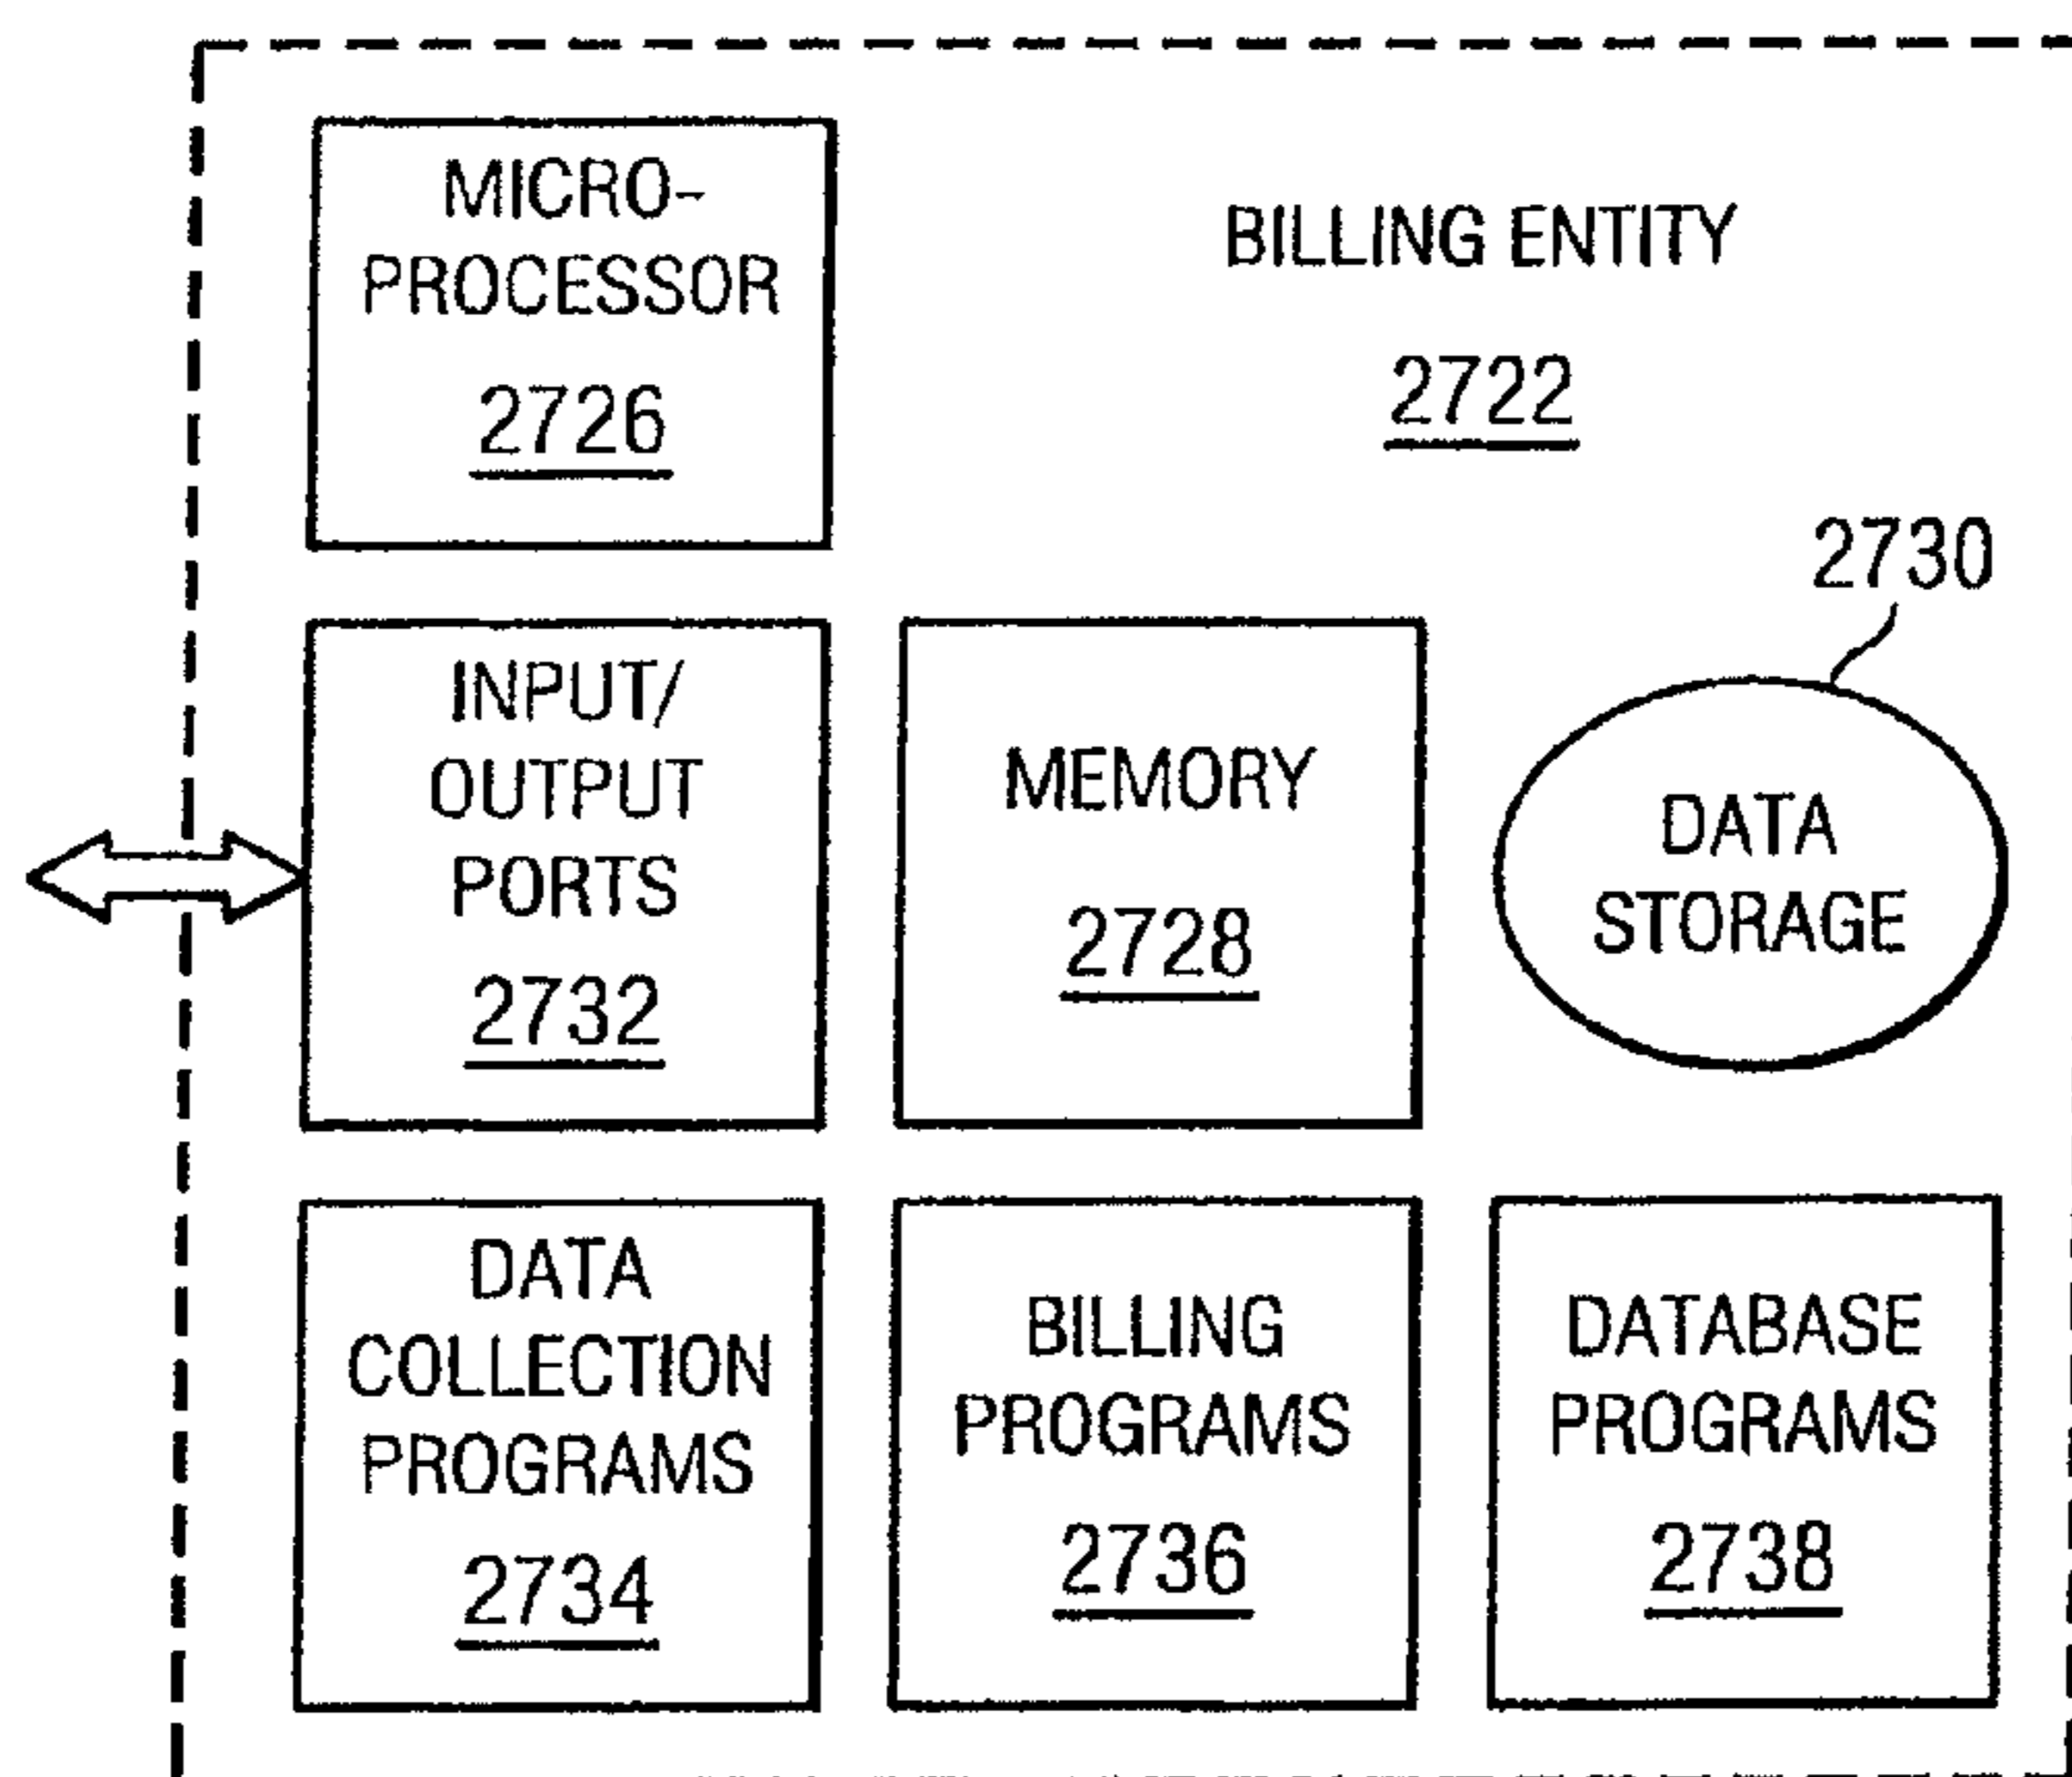 MICRO-
PROCESSOR
2726
BILLING ENTITY
2722
2730
INPUT/
OUTPUT
PORTS
2732
MEMORY
2728
DATA
STORAGE
DATA
COLLECTION
PROGRAMS
2734
BILLING
PROGRAMS
2736
DATABASE
PROGRAMS
2738